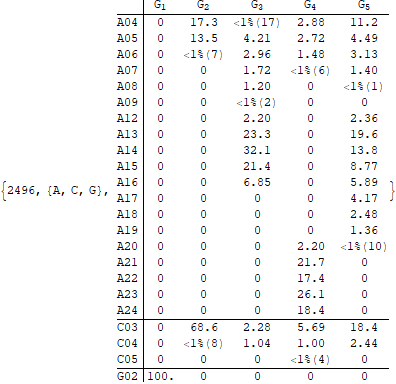 G1 G2 G3 G4 G5
A04 0 17.3 <1%(17) 2.88 11.2
A05 0 13.5 4.21 2.72 4.49
A06 0 <1%(7) 2.96 1.48 3.13
A07 0 0 1.72 <1%(6) 1.40
A08 0 0 1.20 0 <1%(1)
A09 0 0 <1%(2) 0 0
A12 0 0 2.20 0 2.36
A13 0 0 23.3 0 19.6
A14 0 0 32.1 0 13.8
A15 0 0 21.4 0 8.77
A16 0 0 6.85 0 5.89
{2496, {A, C, G}, A17 0 0 0 0 4.17 }
A18 0 0 0 0 2.48
A19 0 0 0 0 1.36
A20 0 0 0 2.20 <1%(10)
A21 0 0 0 21.7 0
A22 0 0 0 17.4 0
A23 0 0 0 26.1 0
A24 0 0 0 18.4 0
C03 0 68.6 2.28 5.69 18.4
C04 0 <1%(8) 1.04 1.00 2.44
C05 0 0 0 <1%(4) 0
G02 100. 0 0 0 0